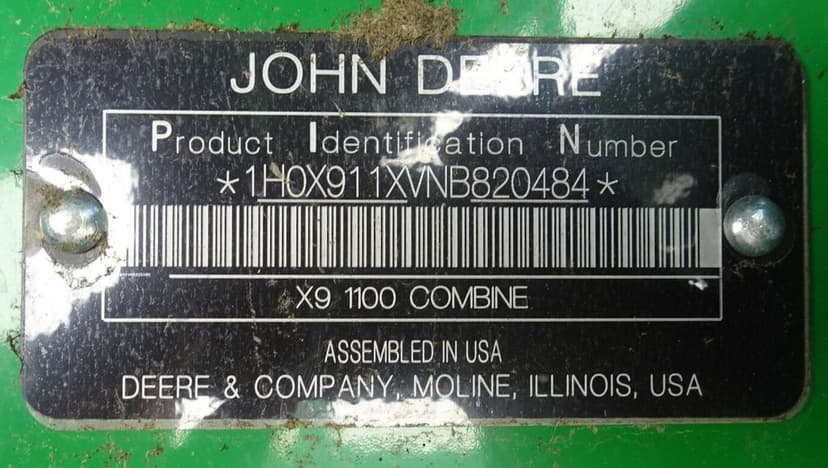 JOHN DEERE
Product Identification Number
*1H0X911XVNB820484*
X9 1100 COMBINE
ASSEMBLED IN USA
DEERE & COMPANY, MOLINE, ILLINOIS, USA